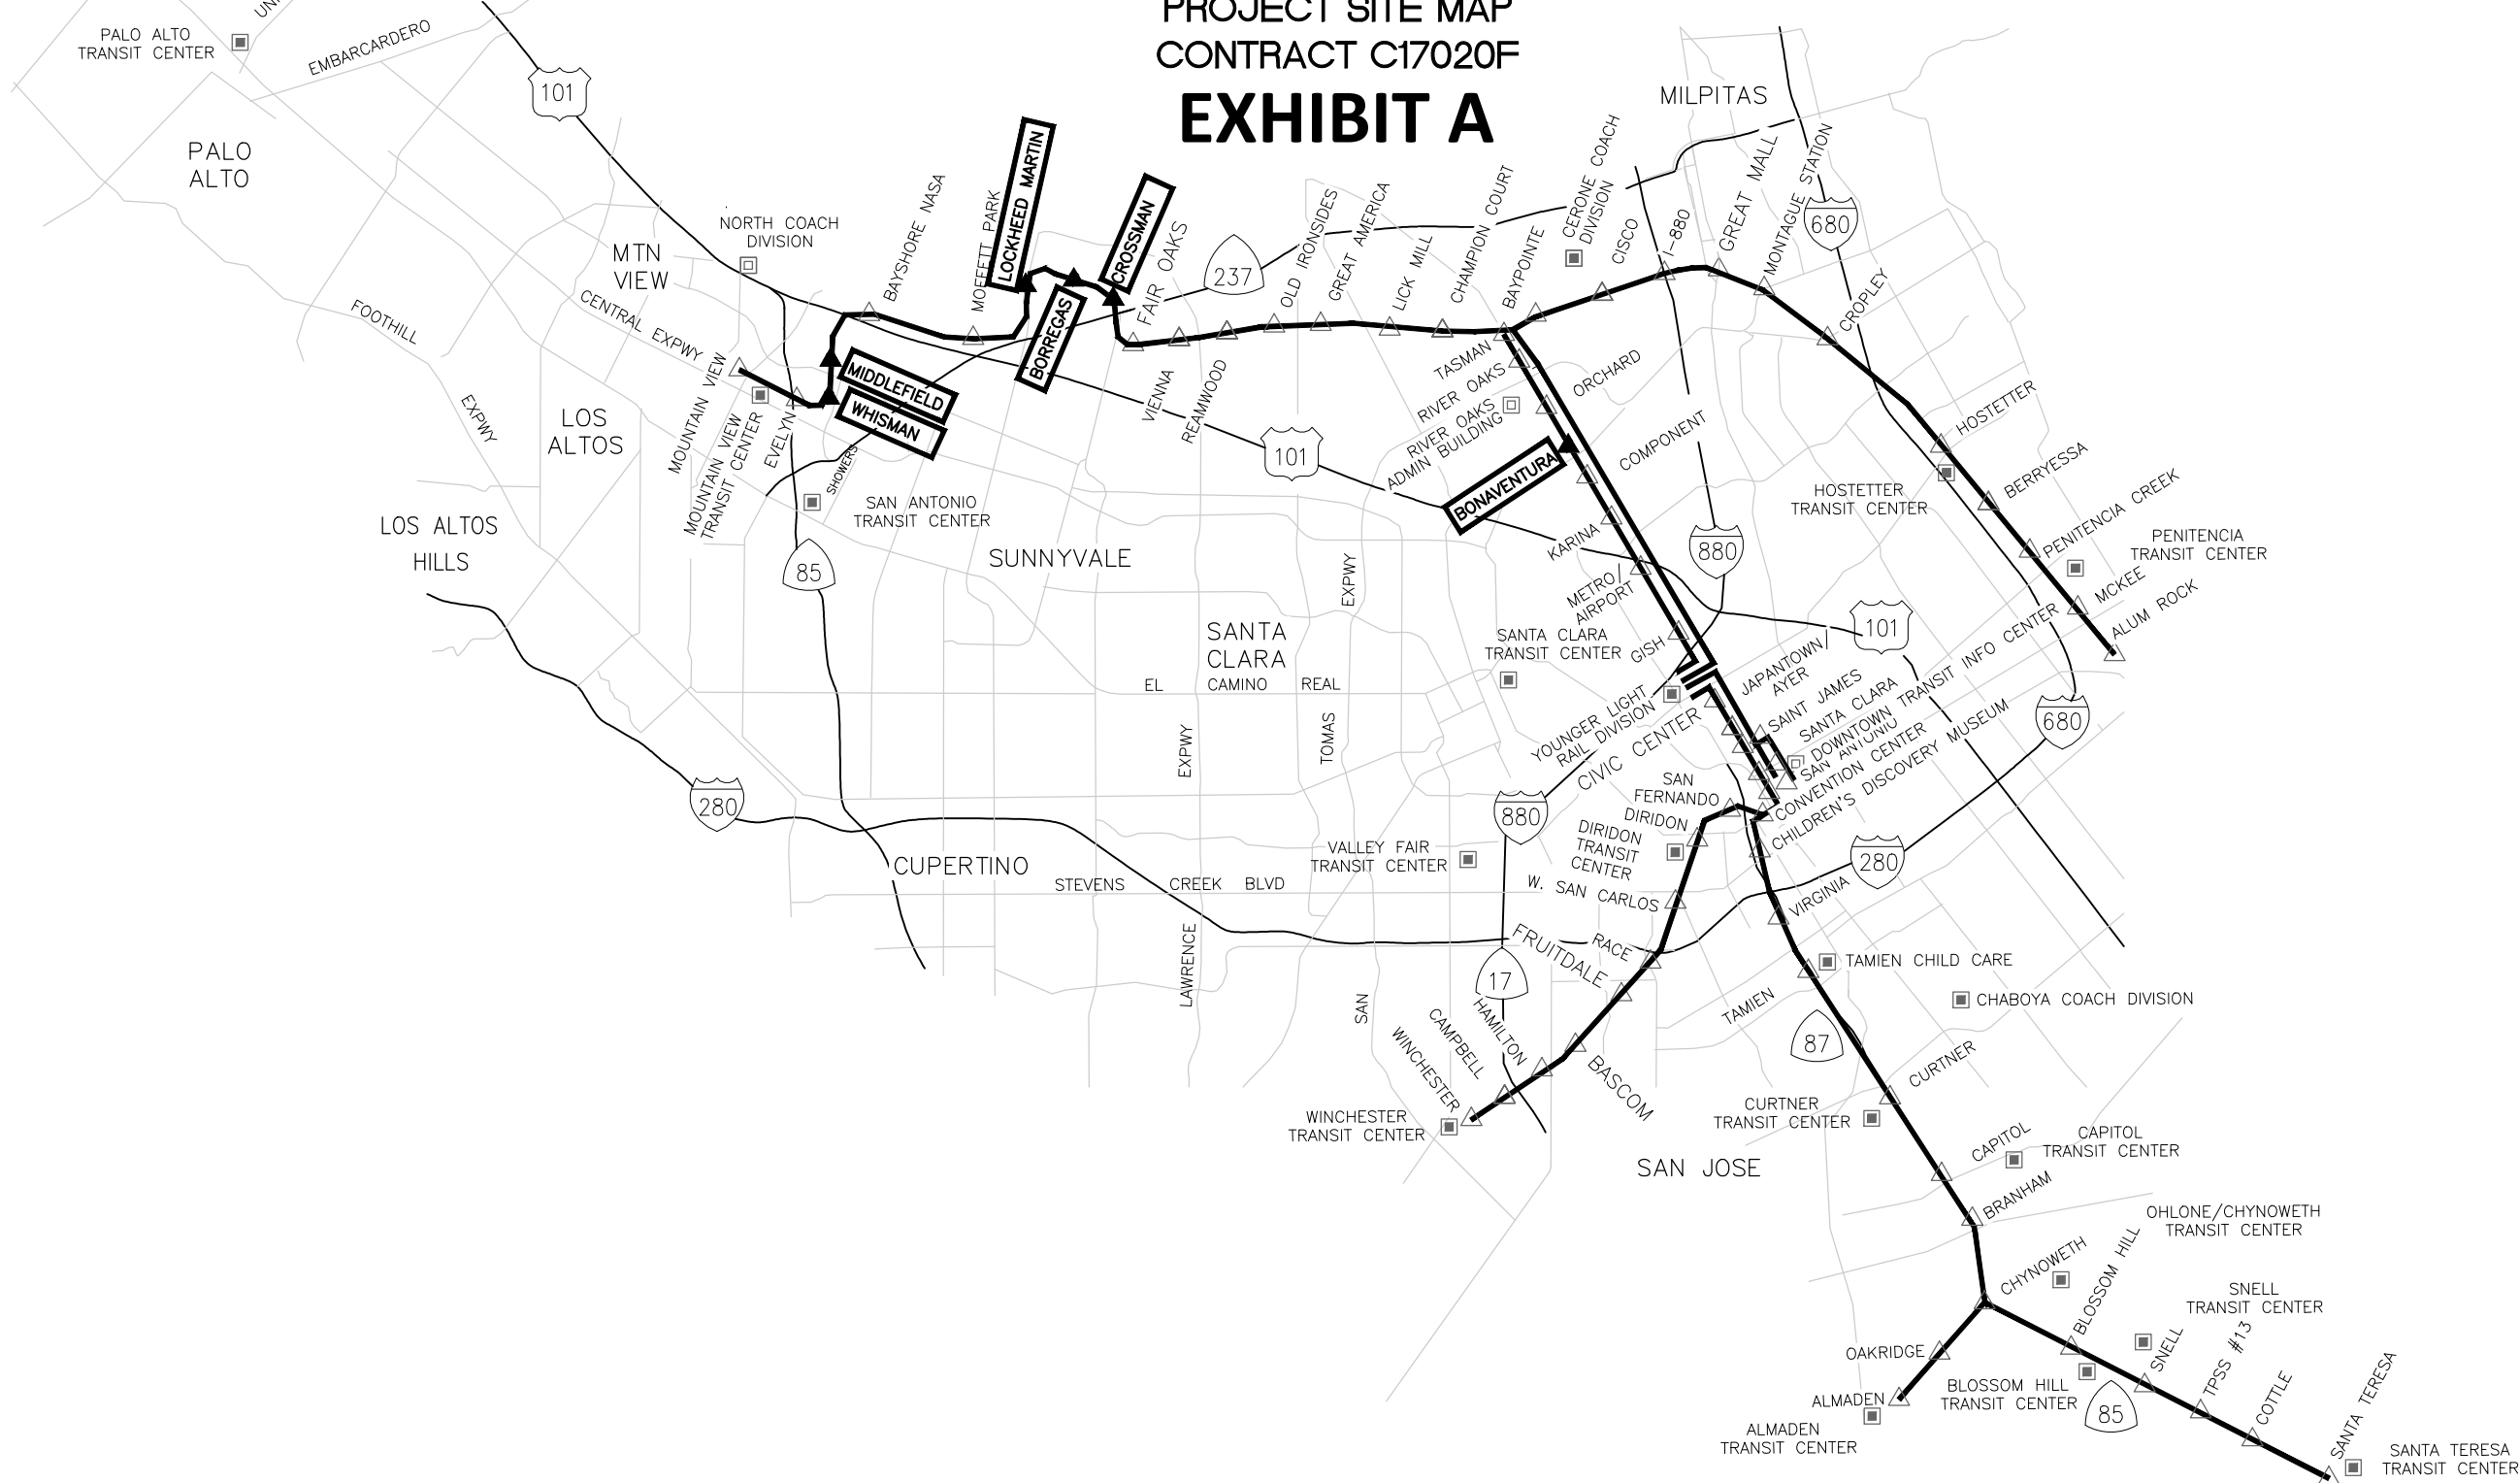 PROJECT SITE MAP
CONTRACT C17020F
EXHIBIT A
PALO ALTO
TRANSIT CENTER
EMBARCARDERO
101
PALO
ALTO
MILPITAS
NORTH COACH
DIVISION
MTN
VIEW
BAYSHORE NASA
MOFFETT PARK
LOCKHEED MARTIN
BORREGAS
CROSSMAN
FAIR OAKS
237
OLD IRONSIDES
GREAT AMERICA
LICK MILL
CHAMPION COURT
BAYPOINTE
CERONE COACH
DIVISION
CISCO
I-880
GREAT MALL
MONTAGUE STATION
680
CROPLEY
HOSTETTER
BERRYESSA
PENITENCIA CREEK
PENITENCIA
TRANSIT CENTER
MCKEE
ALUM ROCK
HOSTETTER
TRANSIT CENTER
FOOTHILL
EXPWY
CENTRAL EXPWY
MOUNTAIN VIEW
MOUNTAIN VIEW
TRANSIT CENTER
EVELYN
MIDDLEFIELD
WHISMAN
SHOWERS
SAN ANTONIO
TRANSIT CENTER
LOS
ALTOS
LOS ALTOS
HILLS
85
SUNNYVALE
VIENNA
REAMWOOD
101
TASMAN
RIVER OAKS
RIVER OAKS
ADMIN BUILDING
ORCHARD
BONAVENTURA
COMPONENT
KARINA
METRO/
AIRPORT
880
GISH
SANTA CLARA
TRANSIT CENTER
SANTA
CLARA
EL CAMINO REAL
EXPWY
TOMAS
SAN
EXPWY
LAWRENCE
101
JAPANTOWN/
AYER
SAINT JAMES
SANTA CLARA
DOWNTOWN TRANSIT INFO CENTER
SAN ANTONIO
CONVENTION CENTER
CHILDREN'S DISCOVERY MUSEUM
YOUNGER LIGHT
RAIL DIVISION
CIVIC CENTER
680
280
CUPERTINO
STEVENS CREEK BLVD
880
SAN
FERNANDO
DIRIDON
DIRIDON
TRANSIT
CENTER
VALLEY FAIR
TRANSIT CENTER
W. SAN CARLOS
280
VIRGINIA
FRUITDALE
RACE
17
TAMIEN CHILD CARE
TAMIEN
CHABOYA COACH DIVISION
87
HAMILTON
CAMPBELL
WINCHESTER
BASCOM
WINCHESTER
TRANSIT CENTER
CURTNER
CURTNER
TRANSIT CENTER
SAN JOSE
CAPITOL
CAPITOL
TRANSIT CENTER
BRANHAM
OHLONE/CHYNOWETH
TRANSIT CENTER
CHYNOWETH
BLOSSOM HILL
SNELL
TRANSIT CENTER
SNELL
TPSS #13
COTTLE
SANTA TERESA
OAKRIDGE
ALMADEN
BLOSSOM HILL
TRANSIT CENTER
85
ALMADEN
TRANSIT CENTER
SANTA TERESA
TRANSIT CENTER